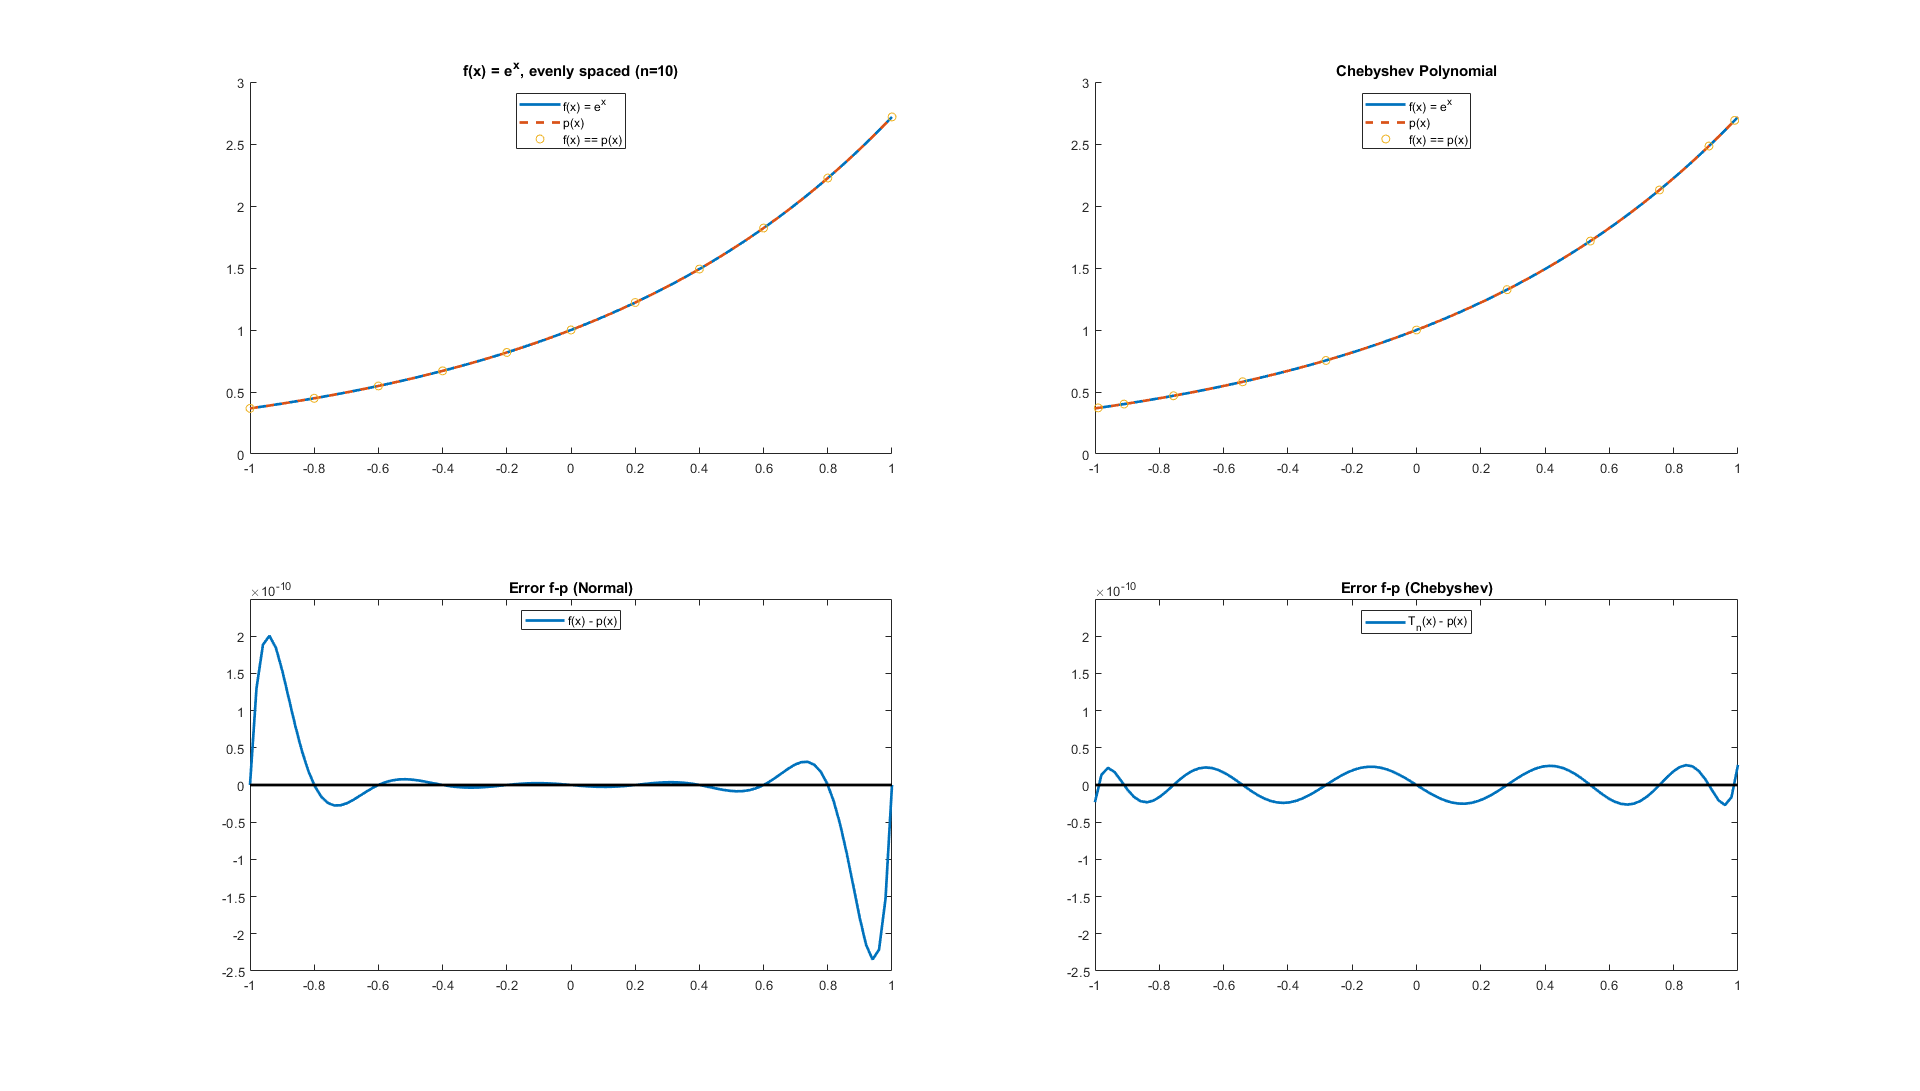 f(x) = e^x, evenly spaced (n=10)
f(x) = e^x
p(x)
f(x) == p(x)
3
2.5
2
1.5
1
0.5
0
-1 -0.8 -0.6 -0.4 -0.2 0 0.2 0.4 0.6 0.8 1
Chebyshev Polynomial
f(x) = e^x
p(x)
f(x) == p(x)
3
2.5
2
1.5
1
0.5
0
-1 -0.8 -0.6 -0.4 -0.2 0 0.2 0.4 0.6 0.8 1
Error f-p (Normal)
×10^-10
f(x) - p(x)
2
1.5
1
0.5
0
-0.5
-1
-1.5
-2
-2.5
-1 -0.8 -0.6 -0.4 -0.2 0 0.2 0.4 0.6 0.8 1
Error f-p (Chebyshev)
×10^-10
T_n(x) - p(x)
2
1.5
1
0.5
0
-0.5
-1
-1.5
-2
-2.5
-1 -0.8 -0.6 -0.4 -0.2 0 0.2 0.4 0.6 0.8 1